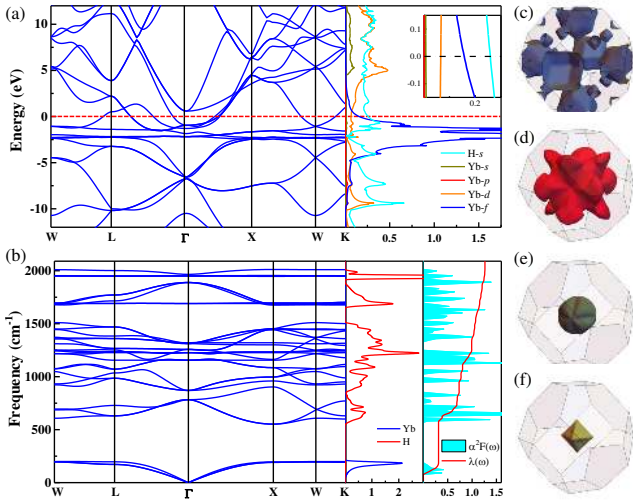 (a)
Energy (eV)
10
5
0
-5
-10
W L Γ X W K
0.5 1.0 1.5
H-s
Yb-s
Yb-p
Yb-d
Yb-f
0.1
0.0
-0.1
0.2
(b)
Frequency (cm⁻¹)
2000
1500
1000
500
0
W L Γ X W K
1 2
0.5 1.0 1.5
Yb
H
α²F(ω)
λ(ω)
(c)
(d)
(e)
(f)